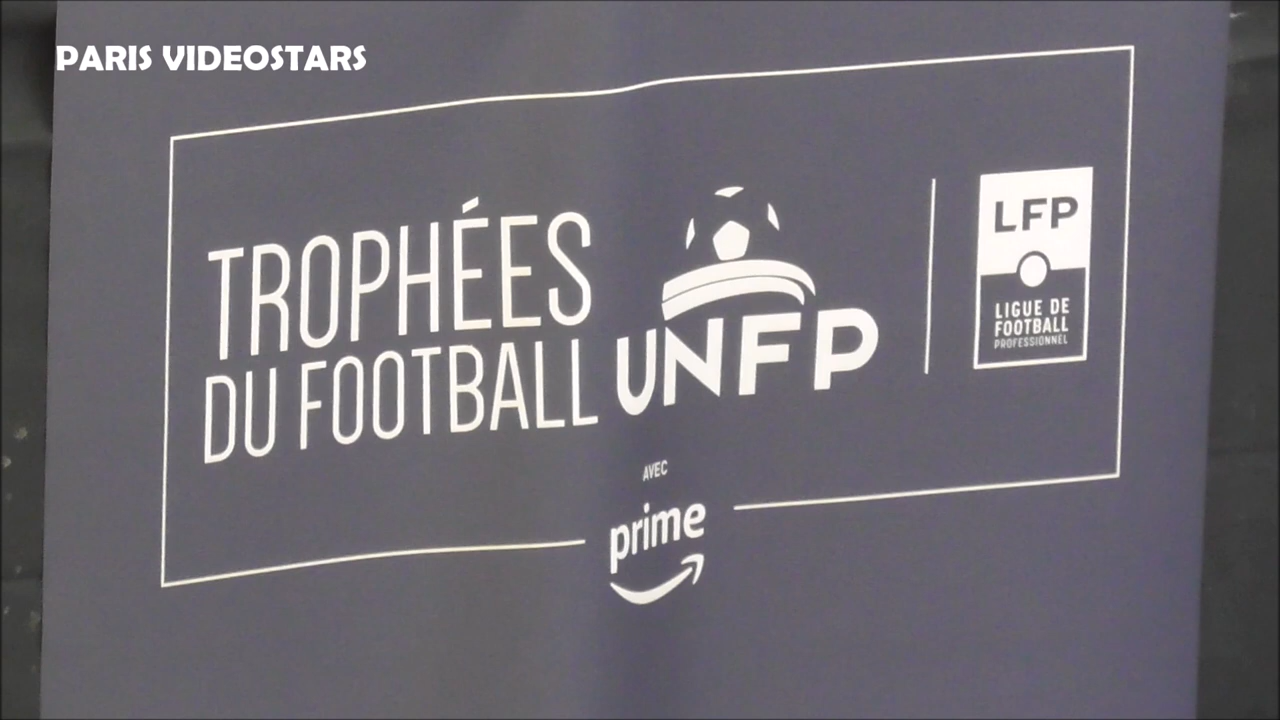 PARIS VIDEOSTARS
TROPHÉES
DU FOOTBALL UNFP
LFP
LIGUE DE
FOOTBALL
PROFESSIONNEL
AVEC
prime